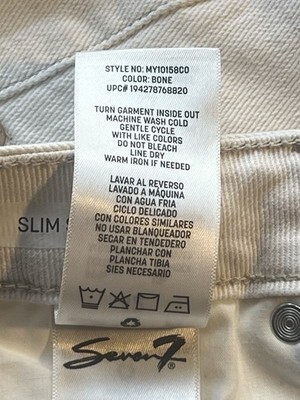 STYLE NO: MY10158C0
COLOR: BONE
UPC# 194278768820
TURN GARMENT INSIDE OUT
MACHINE WASH COLD
GENTLE CYCLE
WITH LIKE COLORS
DO NOT BLEACH
LINE DRY
WARM IRON IF NEEDED
LAVAR AL REVERSO
LAVADO A MÁQUINA
CON AGUA FRIA
CICLO DELICADO
CON COLORES SIMILARES
NO USAR BLANQUEADOR
SECAR EN TENDEDERO
PLANCHAR CON
PLANCHA TIBIA
SIES NECESARIO
SLIM
Seven7®